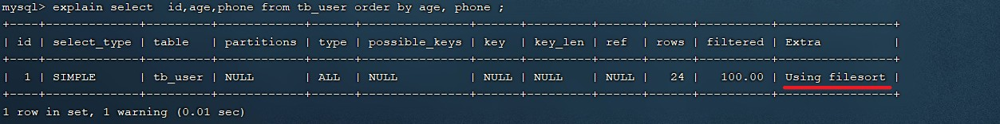 mysql> explain select  id,age,phone from tb_user order by age, phone ;
+----+-------------+---------+------------+------+---------------+------+---------+------+------+----------+----------------+
| id | select_type | table   | partitions | type | possible_keys | key  | key_len | ref  | rows | filtered | Extra          |
+----+-------------+---------+------------+------+---------------+------+---------+------+------+----------+----------------+
|  1 | SIMPLE      | tb_user | NULL       | ALL  | NULL          | NULL | NULL    | NULL |   24 |   100.00 | Using filesort |
+----+-------------+---------+------------+------+---------------+------+---------+------+------+----------+----------------+
1 row in set, 1 warning (0.01 sec)